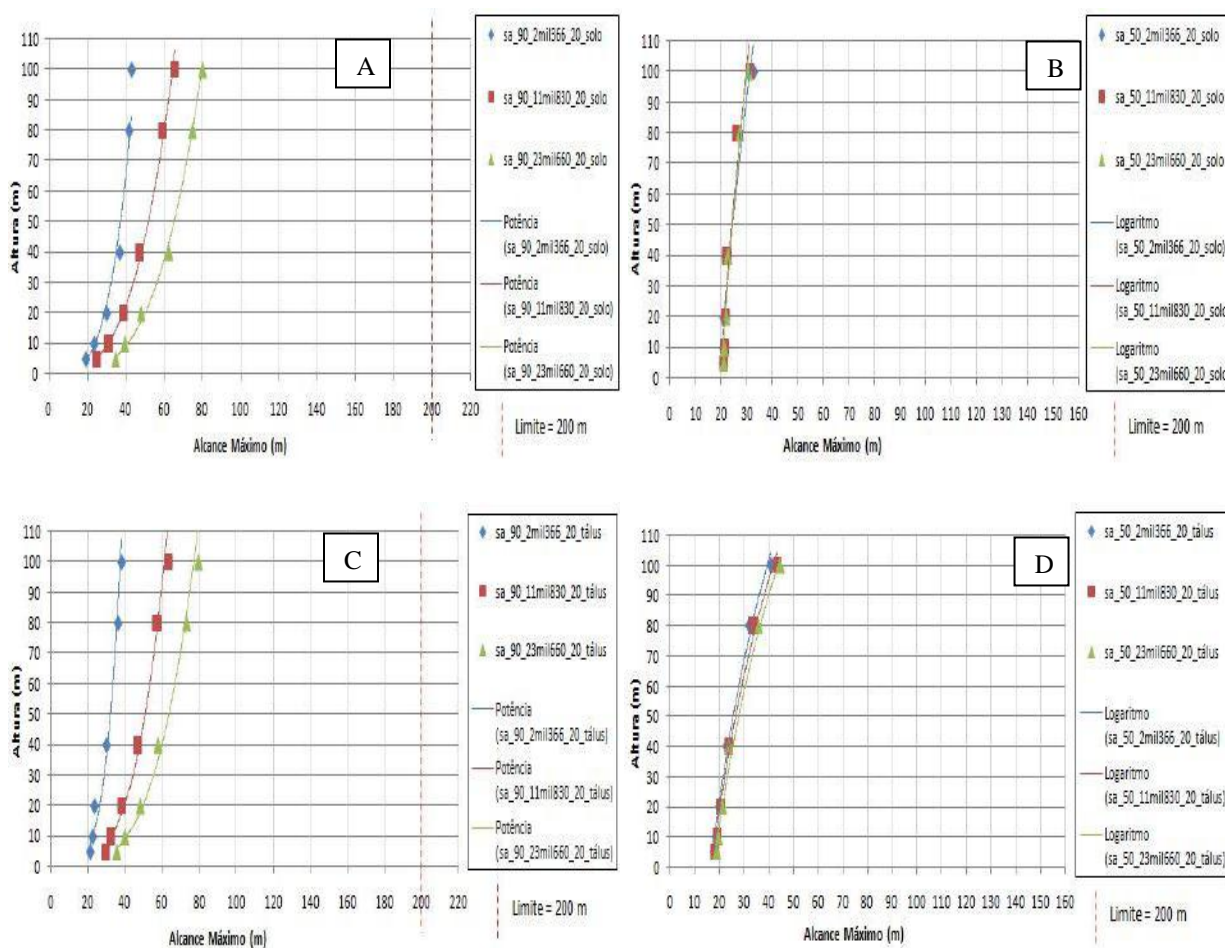 A
Altura (m)
110
100
90
80
70
60
50
40
30
20
10
0
0 20 40 60 80 100 120 140 160 180 200 220
Alcance Máximo (m)
sa_90_2mil366_20_solo
sa_90_11mil830_20_solo
sa_90_23mil660_20_solo
Potência
(sa_90_2mil366_20_solo)
Potência
(sa_90_11mil830_20_solo)
Potência
(sa_90_23mil660_20_solo)
Limite = 200 m
B
Altura (m)
110
100
90
80
70
60
50
40
30
20
10
0
0 10 20 30 40 50 60 70 80 90 100 110 120 130 140 150 160
Alcance Máximo (m)
sa_50_2mil366_20_solo
sa_50_11mil830_20_solo
sa_50_23mil660_20_solo
Logaritmo
(sa_50_2mil366_20_solo)
Logaritmo
(sa_50_11mil830_20_solo
Logaritmo
(sa_50_23mil660_20_solo
Limite = 200 m
C
Altura (m)
110
100
90
80
70
60
50
40
30
20
10
0
0 20 40 60 80 100 120 140 160 180 200 220
Alcance Máximo (m)
sa_90_2mil366_20_tálus
sa_90_11mil830_20_tálus
sa_90_23mil660_20_tálus
Potência
(sa_90_2mil366_20_tálus)
Potência
(sa_90_11mil830_20_tálus)
Potência
(sa_90_23mil660_20_tálus)
Limite = 200 m
D
Altura (m)
110
100
90
80
70
60
50
40
30
20
10
0
0 10 20 30 40 50 60 70 80 90 100 110 120 130 140 150 160
Alcance Máximo (m)
sa_50_2mil366_20_tálus
sa_50_11mil830_20_tálus
sa_50_23mil660_20_tálus
Logaritmo
(sa_50_2mil366_20_tálus)
Logaritmo
(sa_50_11mil830_20_tálus)
Logaritmo
(sa_50_23mil660_20_tálus)
Limite = 200 m